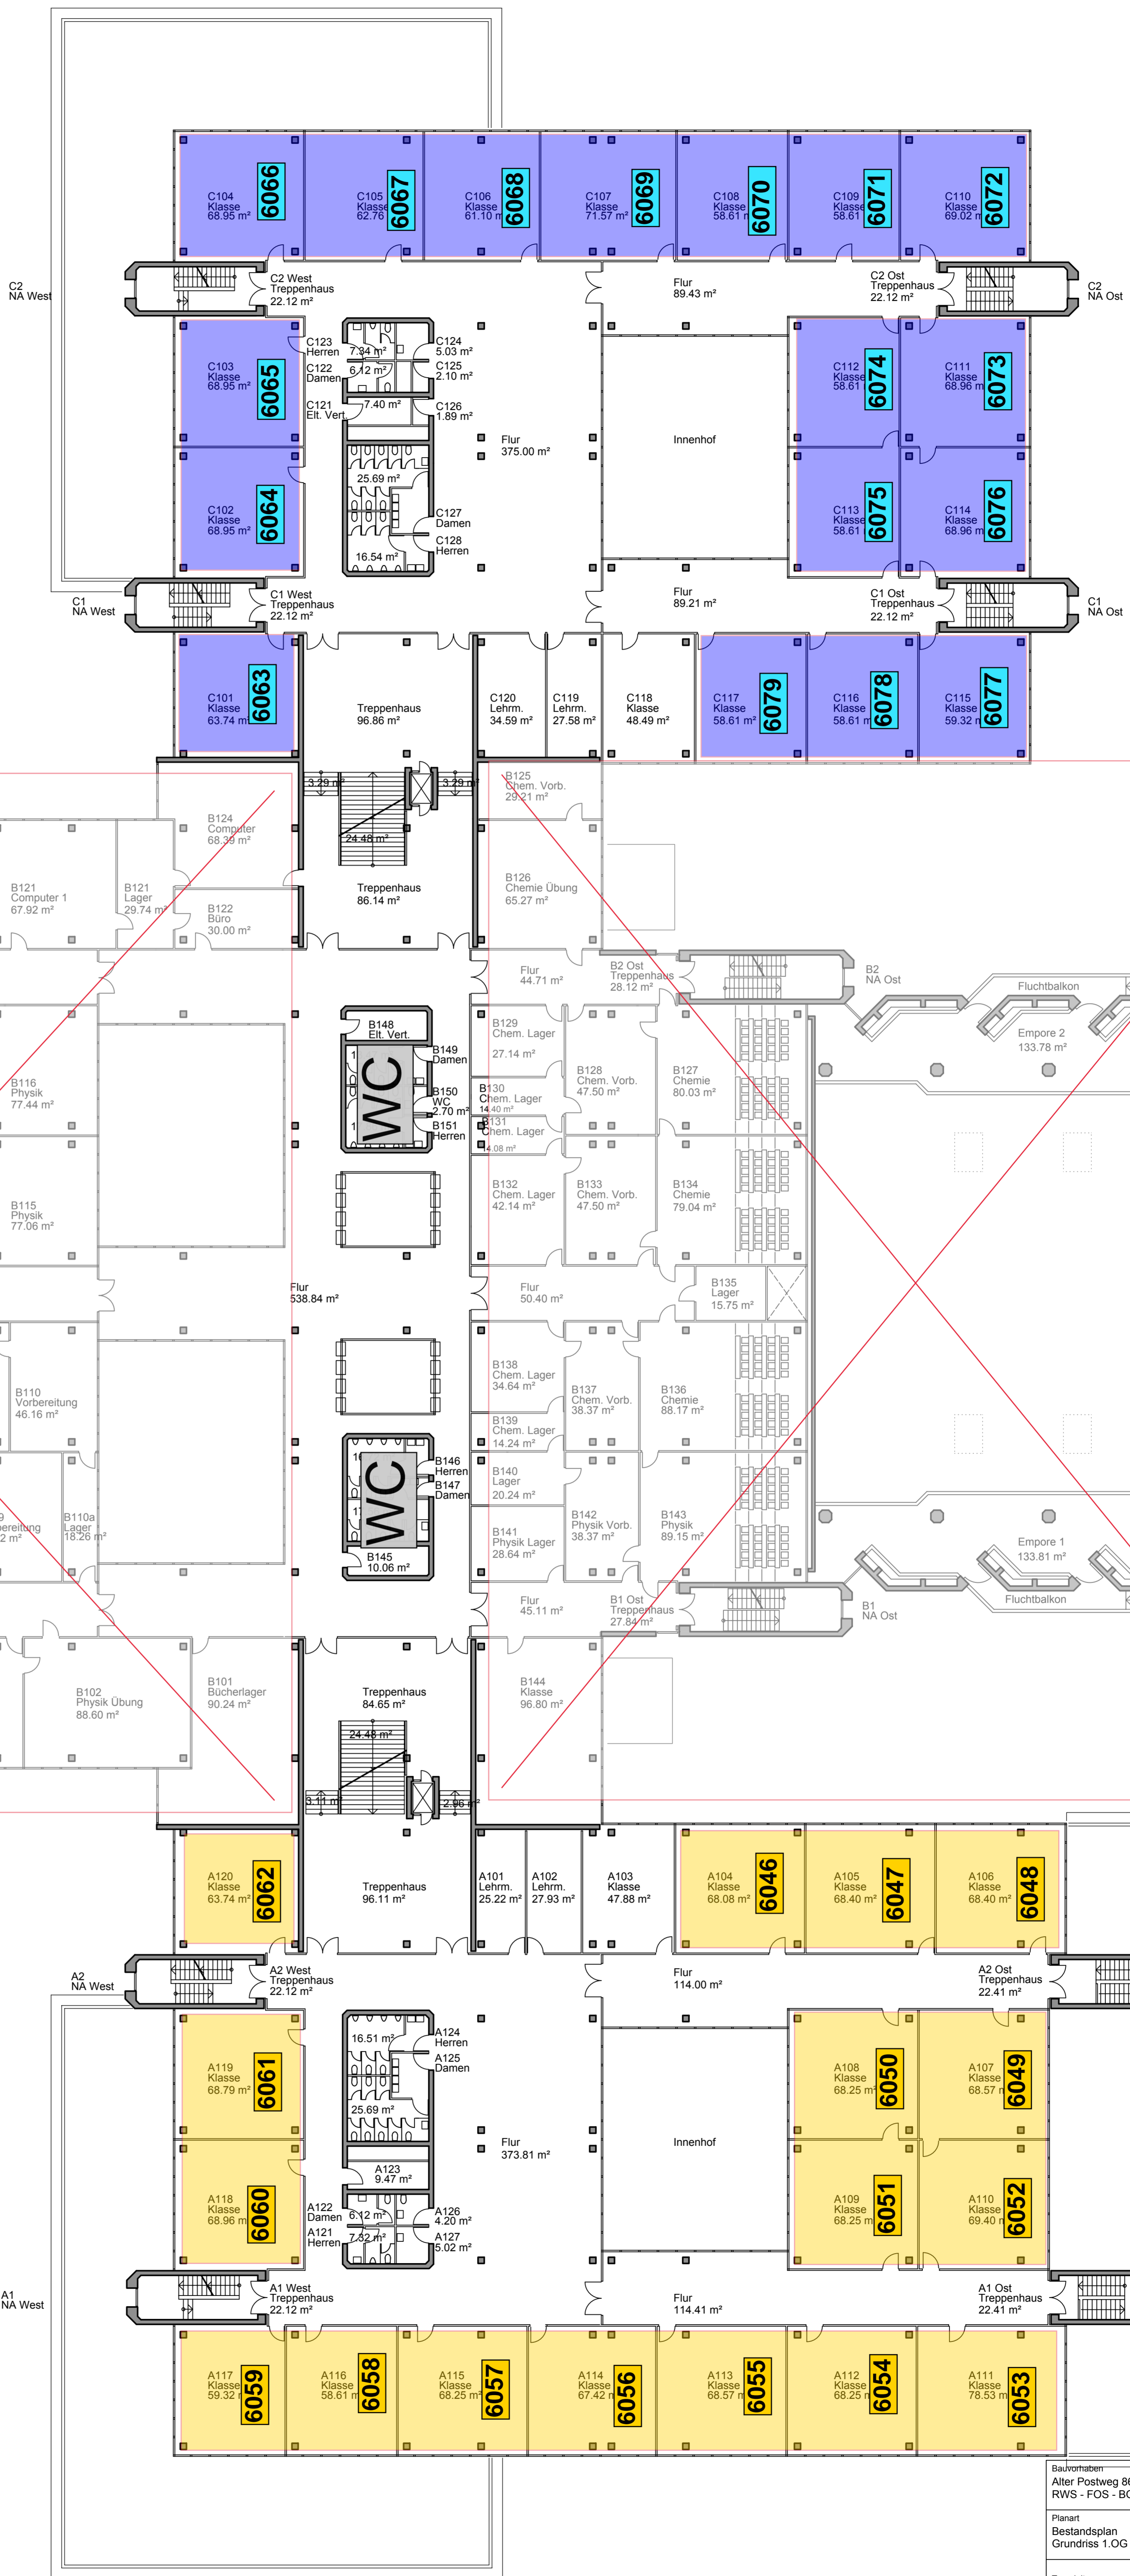 C104
Klasse
68.95 m²
6066
C105
Klasse
62.76
6067
C106
Klasse
61.10 m
6068
C107
Klasse
71.57 m²
6069
C108
Klasse
58.61 m
6070
C109
Klasse
58.61
6071
C110
Klasse
69.02 m²
6072
C2
NA West
C2 West
Treppenhaus
22.12 m²
Flur
89.43 m²
C2 Ost
Treppenhaus
22.12 m²
C2
NA Ost
C103
Klasse
68.95 m²
6065
C123
Herren
7.34 m²
C122
Damen
6.12 m²
C121
Elt. Vert.
7.40 m²
C124
5.03 m²
C125
2.10 m²
C126
1.89 m²
Flur
375.00 m²
Innenhof
C112
Klasse
58.61
6074
C111
Klasse
68.96 m
6073
C102
Klasse
68.95 m²
6064
25.69 m²
16.54 m²
C127
Damen
C128
Herren
C113
Klasse
58.61
6075
C114
Klasse
68.96 m²
6076
C1
NA West
C1 West
Treppenhaus
22.12 m²
Flur
89.21 m²
C1 Ost
Treppenhaus
22.12 m²
C1
NA Ost
C101
Klasse
63.74 m²
6063
Treppenhaus
96.86 m²
C120
Lehrm.
34.59 m²
C119
Lehrm.
27.58 m²
C118
Klasse
48.49 m²
C117
Klasse
58.61 m²
6079
C116
Klasse
58.61 m
6078
C115
Klasse
59.32 m
6077
3.29 m²
3.29 m²
24.48 m²
Treppenhaus
86.14 m²
B124
Computer
68.39 m²
B121
Computer 1
67.92 m²
B121
Lager
29.74 m²
B122
Büro
30.00 m²
B125
Chem. Vorb.
29.21 m²
B126
Chemie Übung
65.27 m²
Flur
44.71 m²
B2 Ost
Treppenhaus
28.12 m²
B2
NA Ost
Fluchtbalkon
Empore 2
133.78 m²
B116
Physik
77.44 m²
B148
Elt. Vert.
WC
B149
Damen
B150
WC
2.70 m²
B151
Herren
B129
Chem. Lager
27.14 m²
B130
Chem. Lager
14.40 m²
B131
Chem. Lager
14.08 m²
B128
Chem. Vorb.
47.50 m²
B127
Chemie
80.03 m²
B115
Physik
77.06 m²
B132
Chem. Lager
42.14 m²
B133
Chem. Vorb.
47.50 m²
B134
Chemie
79.04 m²
Flur
538.84 m²
Flur
50.40 m²
B135
Lager
15.75 m²
B110
Vorbereitung
46.16 m²
B138
Chem. Lager
34.64 m²
B139
Chem. Lager
14.24 m²
B137
Chem. Vorb.
38.37 m²
B136
Chemie
88.17 m²
9
bereitung
2 m²
B110a
Lager
18.26 m²
WC
B146
Herren
B147
Damen
B145
10.06 m²
B140
Lager
20.24 m²
B141
Physik Lager
28.64 m²
B142
Physik Vorb.
38.37 m²
B143
Physik
89.15 m²
Empore 1
133.81 m²
Fluchtbalkon
Flur
45.11 m²
B1 Ost
Treppenhaus
27.84 m²
B1
NA Ost
B102
Physik Übung
88.60 m²
B101
Bücherlager
90.24 m²
Treppenhaus
84.65 m²
B144
Klasse
96.80 m²
24.48 m²
3.11 m²
2.96 m²
A120
Klasse
63.74 m²
6062
Treppenhaus
96.11 m²
A101
Lehrm.
25.22 m²
A102
Lehrm.
27.93 m²
A103
Klasse
47.88 m²
A104
Klasse
68.08 m²
6046
A105
Klasse
68.40 m²
6047
A106
Klasse
68.40 m²
6048
A2
NA West
A2 West
Treppenhaus
22.12 m²
Flur
114.00 m²
A2 Ost
Treppenhaus
22.41 m²
A119
Klasse
68.79 m²
6061
16.51 m²
25.69 m²
A124
Herren
A125
Damen
Flur
373.81 m²
Innenhof
A108
Klasse
68.25 m²
6050
A107
Klasse
68.57 m²
6049
A118
Klasse
68.96 m
6060
A123
9.47 m²
A122
Damen
6.12 m²
A121
Herren
7.32 m²
A126
4.20 m²
A127
5.02 m²
A109
Klasse
68.25 m
6051
A110
Klasse
69.40 m
6052
A1
NA West
A1 West
Treppenhaus
22.12 m²
Flur
114.41 m²
A1 Ost
Treppenhaus
22.41 m²
A117
Klasse
59.32 m
6059
A116
Klasse
58.61 m
6058
A115
Klasse
68.25 m²
6057
A114
Klasse
67.42 m
6056
A113
Klasse
68.57 m
6055
A112
Klasse
68.25 m
6054
A111
Klasse
78.53 m²
6053
Bauvorhaben
Alter Postweg 86
RWS - FOS - BO
Planart
Bestandsplan
Grundriss 1.OG